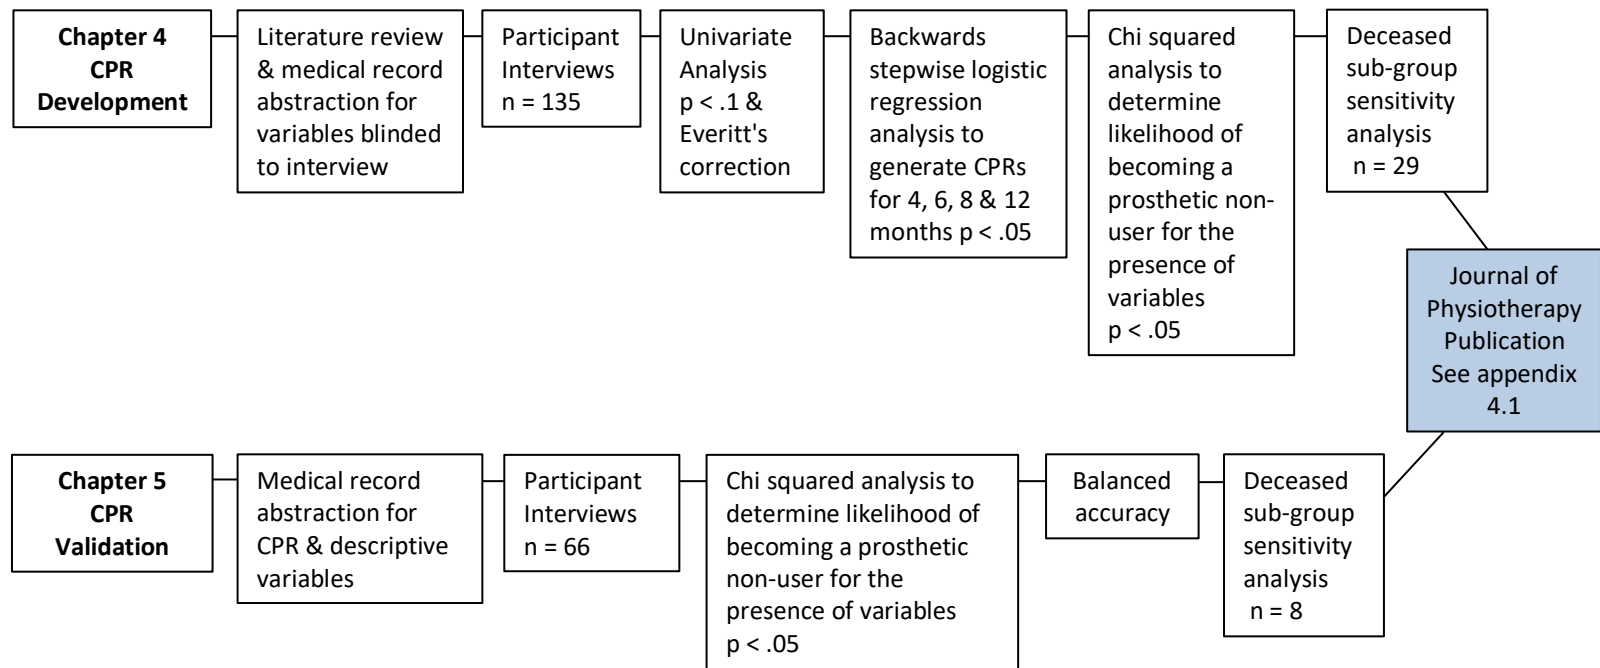 Chapter 4
CPR
Development
Literature review
& medical record
abstraction for
variables blinded
to interview
Participant
Interviews
n = 135
Univariate
Analysis
p < .1 &
Everitt's
correction
Backwards
stepwise logistic
regression
analysis to
generate CPRs
for 4, 6, 8 & 12
months p < .05
Chi squared
analysis to
determine
likelihood of
becoming a
prosthetic non-
user for the
presence of
variables
p < .05
Deceased
sub-group
sensitivity
analysis
n = 29
Journal of
Physiotherapy
Publication
See appendix
4.1
Chapter 5
CPR
Validation
Medical record
abstraction for
CPR & descriptive
variables
Participant
Interviews
n = 66
Chi squared analysis to
determine likelihood of
becoming a prosthetic
non-user for the
presence of variables
p < .05
Balanced
accuracy
Deceased
sub-group
sensitivity
analysis
n = 8